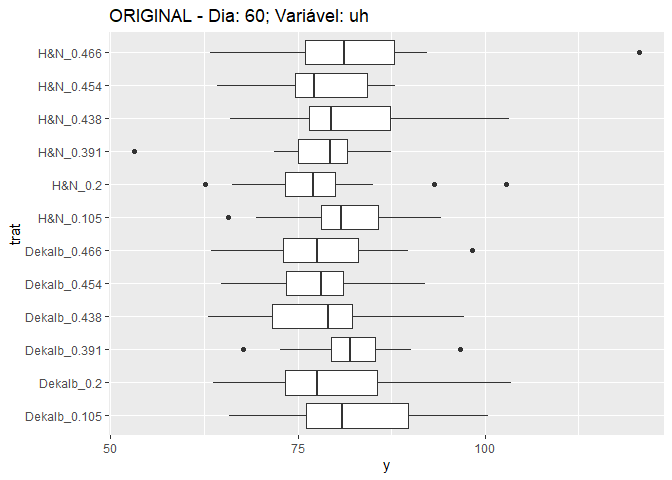 ORIGINAL - Dia: 60; Variável: uh
H&N_0.466
H&N_0.454
H&N_0.438
H&N_0.391
H&N_0.2
H&N_0.105
Dekalb_0.466
Dekalb_0.454
Dekalb_0.438
Dekalb_0.391
Dekalb_0.2
Dekalb_0.105
trat
50 75 100
y